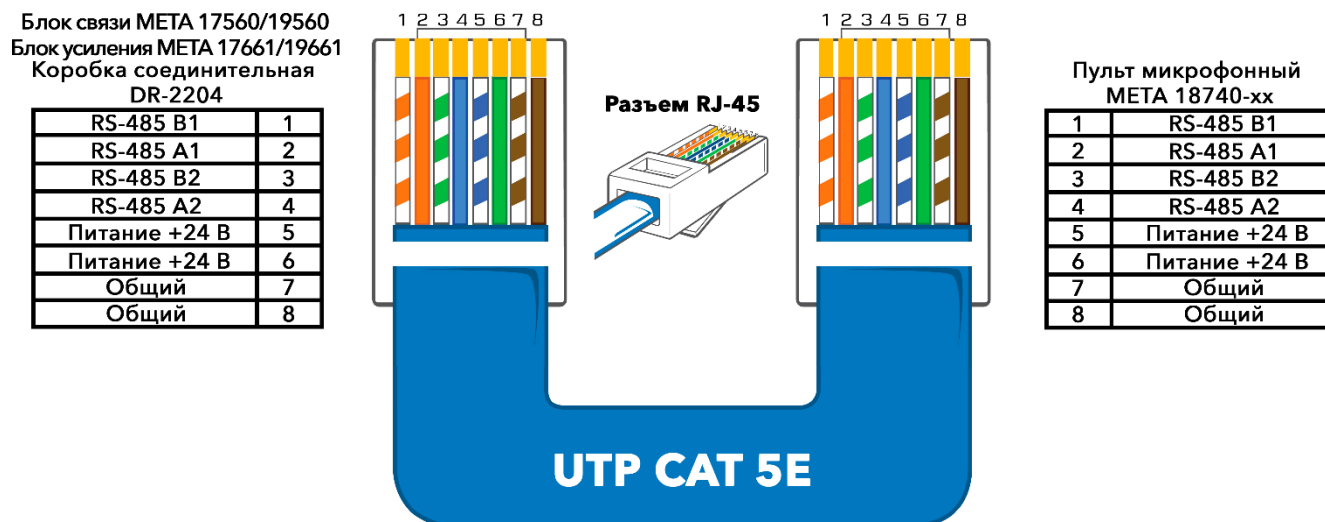 Блок связи МЕТА 17560/19560
Блок усиления МЕТА 17661/19661
Коробка соединительная
DR-2204
RS-485 B1 1
RS-485 A1 2
RS-485 B2 3
RS-485 A2 4
Питание +24 В 5
Питание +24 В 6
Общий 7
Общий 8
1 2 3 4 5 6 7 8
Разъем RJ-45
1 2 3 4 5 6 7 8
Пульт микрофонный
МЕТА 18740-xx
1 RS-485 B1
2 RS-485 A1
3 RS-485 B2
4 RS-485 A2
5 Питание +24 В
6 Питание +24 В
7 Общий
8 Общий
UTP CAT 5E